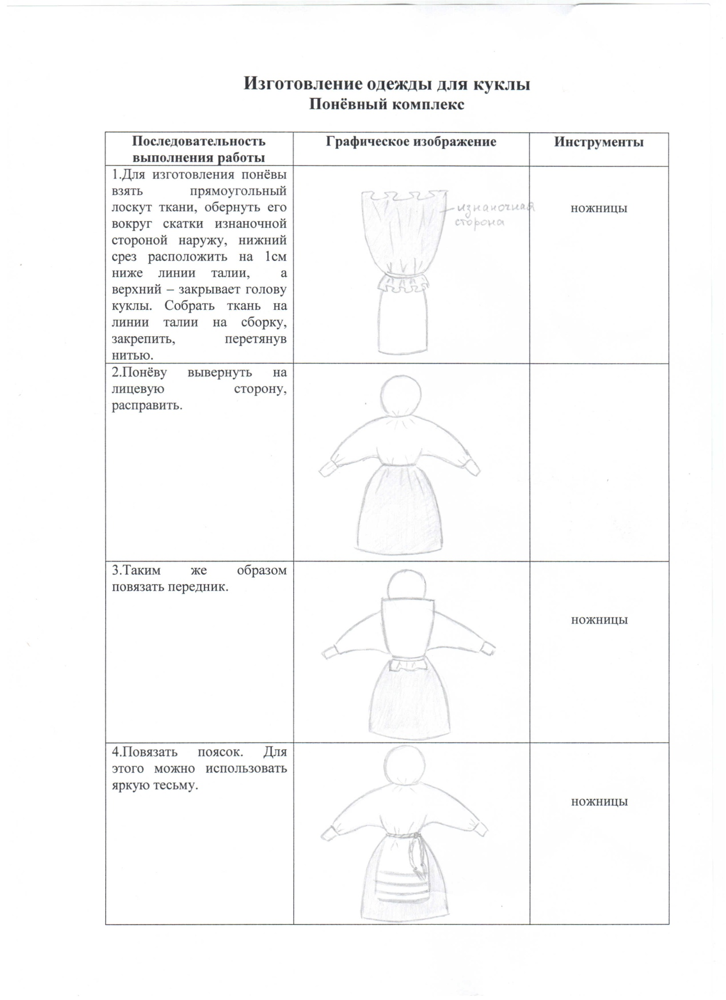 Изготовление одежды для куклы
Понёвный комплекс
Последовательность
выполнения работы
Графическое изображение
Инструменты
1.Для изготовления понёвы
взять прямоугольный
лоскут ткани, обернуть его
вокруг скатки изнаночной
стороной наружу, нижний
срез расположить на 1см
ниже линии талии, а
верхний – закрывает голову
куклы. Собрать ткань на
линии талии на сборку,
закрепить, перетянув
нитью.
изнаночная
сторона
ножницы
2.Понёву вывернуть на
лицевую сторону,
расправить.
3.Таким же образом
повязать передник.
ножницы
4.Повязать поясок. Для
этого можно использовать
яркую тесьму.
ножницы